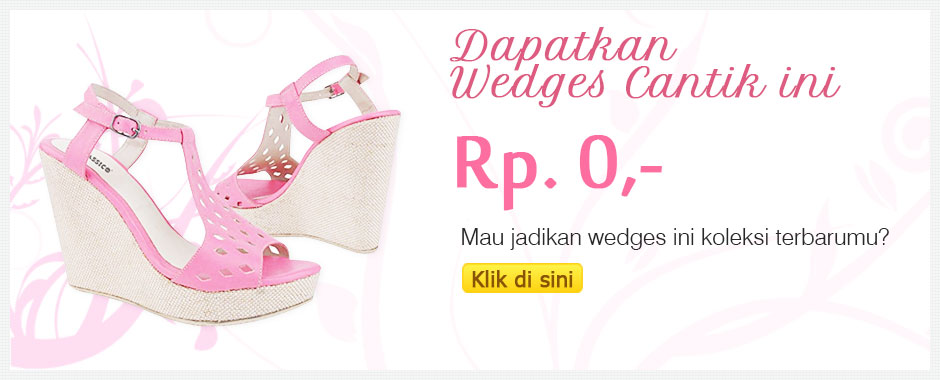 Dapatkan
Wedges Cantik ini
Rp. 0,-
Mau jadikan wedges ini koleksi terbarumu?
Klik di sini